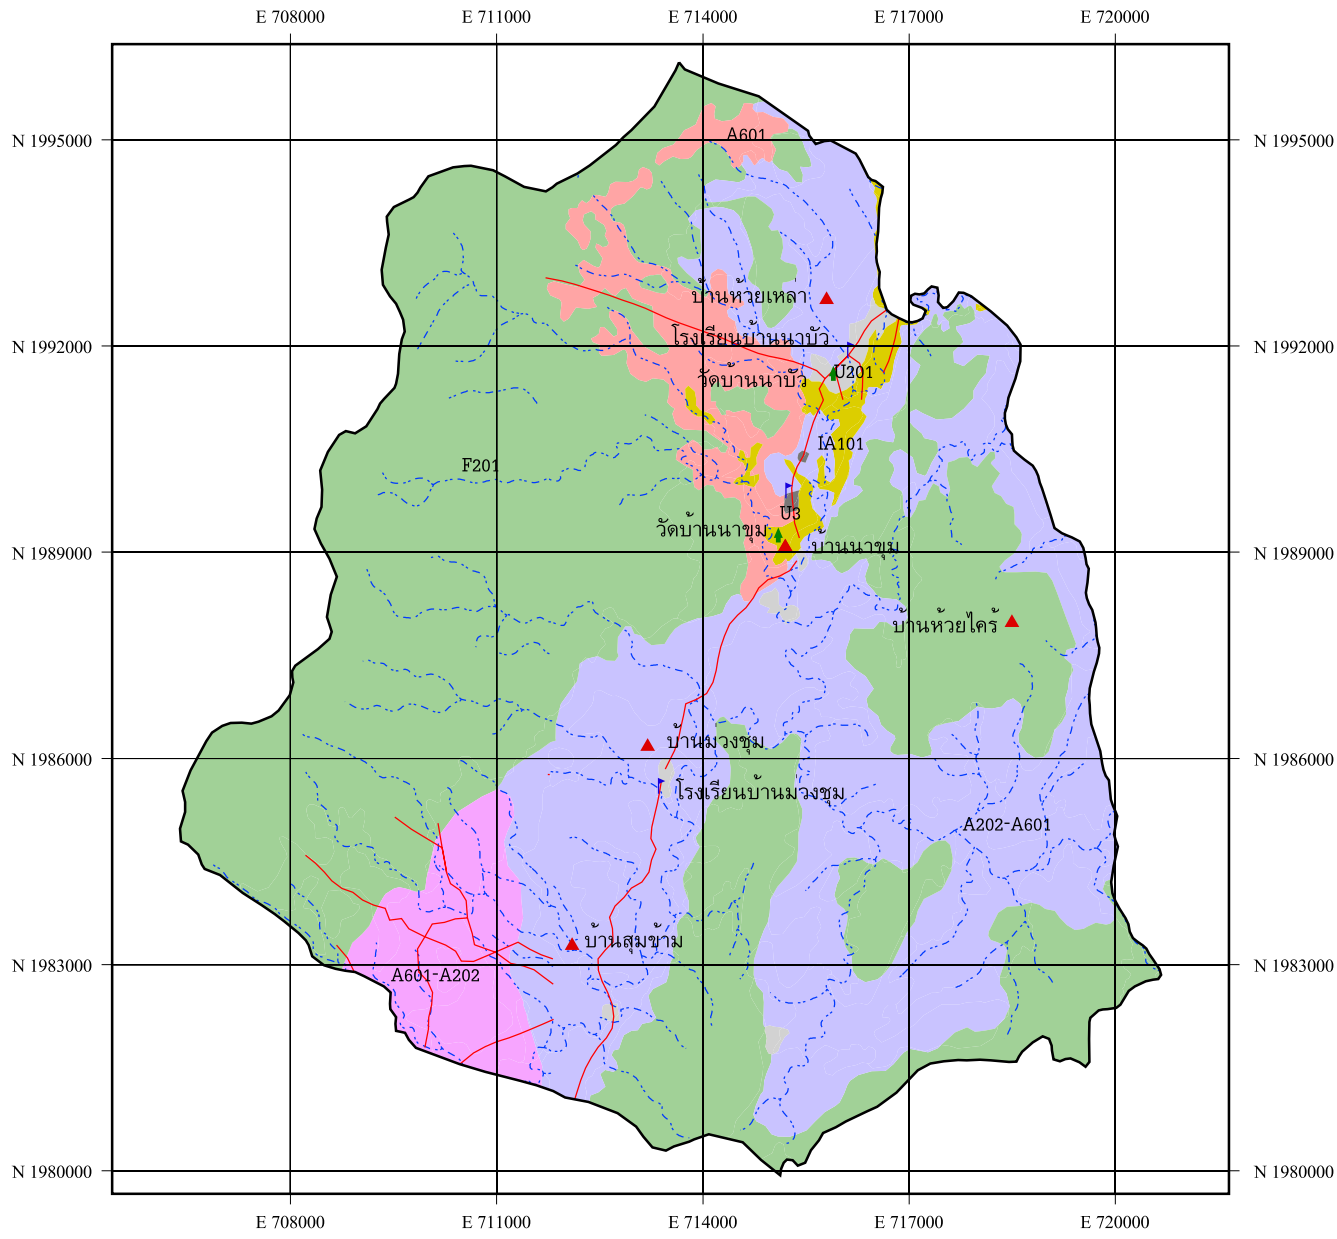 E 708000 E 711000 E 714000 E 717000 E 720000
A601
N 1995000 N 1995000
บ้านห้วยเหลา
โรงเรียนบ้านนาบัว
N 1992000 N 1992000
วัดบ้านนาบัว
U201
IA101
F201
U3
วัดบ้านนาขุม
บ้านนาขุม
N 1989000 N 1989000
บ้านห้วยไคร้
บ้านม่วงชุม
N 1986000 N 1986000
โรงเรียนบ้านม่วงชุม
A202-A601
บ้านสุมข้าม
N 1983000 N 1983000
A601-A202
N 1980000 N 1980000
E 708000 E 711000 E 714000 E 717000 E 720000